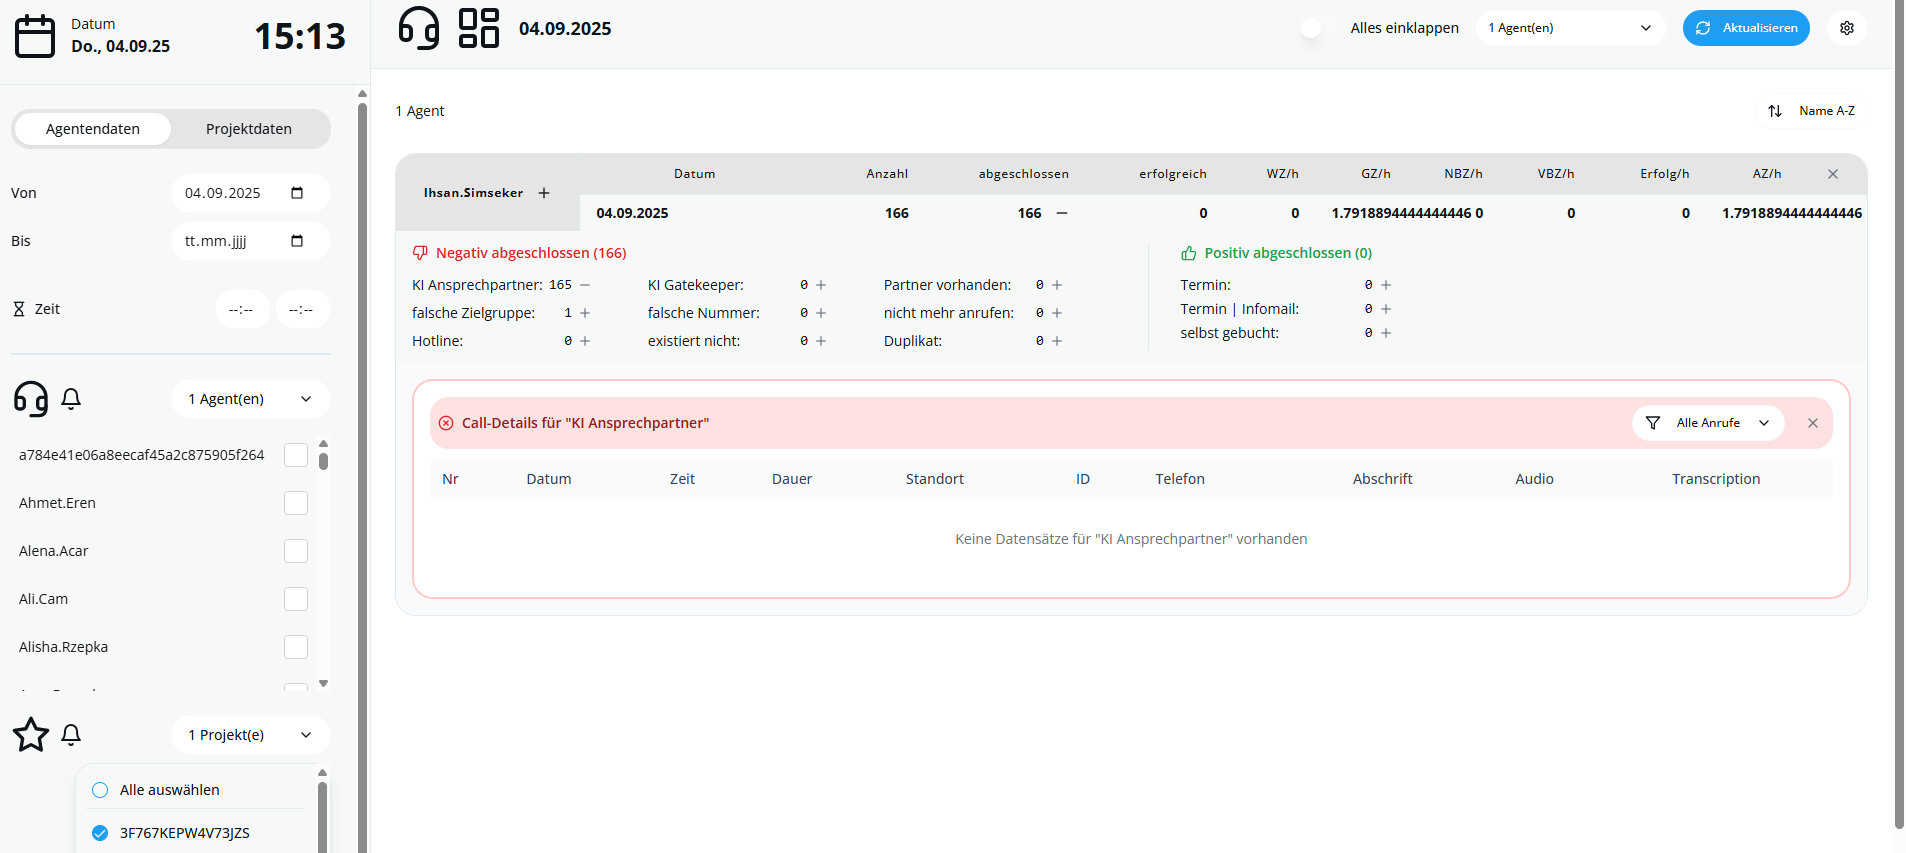 Datum
Do., 04.09.25
15:13
04.09.2025
Alles einklappen
1 Agent(en)
Aktualisieren
Agentendaten
Projektdaten
Von
04.09.2025
Bis
tt.mm.jjjj
Zeit
--:--
--:--
1 Agent(en)
a784e41e06a8eecaf45a2c875905f264
Ahmet.Eren
Alena.Acar
Ali.Cam
Alisha.Rzepka
1 Projekt(e)
Alle auswählen
3F767KEPW4V73JZS
1 Agent
Name A-Z
Ihsan.Simseker
Datum Anzahl abgeschlossen erfolgreich WZ/h GZ/h NBZ/h VBZ/h Erfolg/h AZ/h
04.09.2025 166 166 0 0 1.7918894444444446 0 0 0 1.7918894444444446
Negativ abgeschlossen (166)
KI Ansprechpartner: 165
KI Gatekeeper: 0
Partner vorhanden: 0
falsche Zielgruppe: 1
falsche Nummer: 0
nicht mehr anrufen: 0
Hotline: 0
existiert nicht: 0
Duplikat: 0
Positiv abgeschlossen (0)
Termin: 0
Termin | Infomail: 0
selbst gebucht: 0
Call-Details für "KI Ansprechpartner"
Alle Anrufe
Nr Datum Zeit Dauer Standort ID Telefon Abschrift Audio Transcription
Keine Datensätze für "KI Ansprechpartner" vorhanden